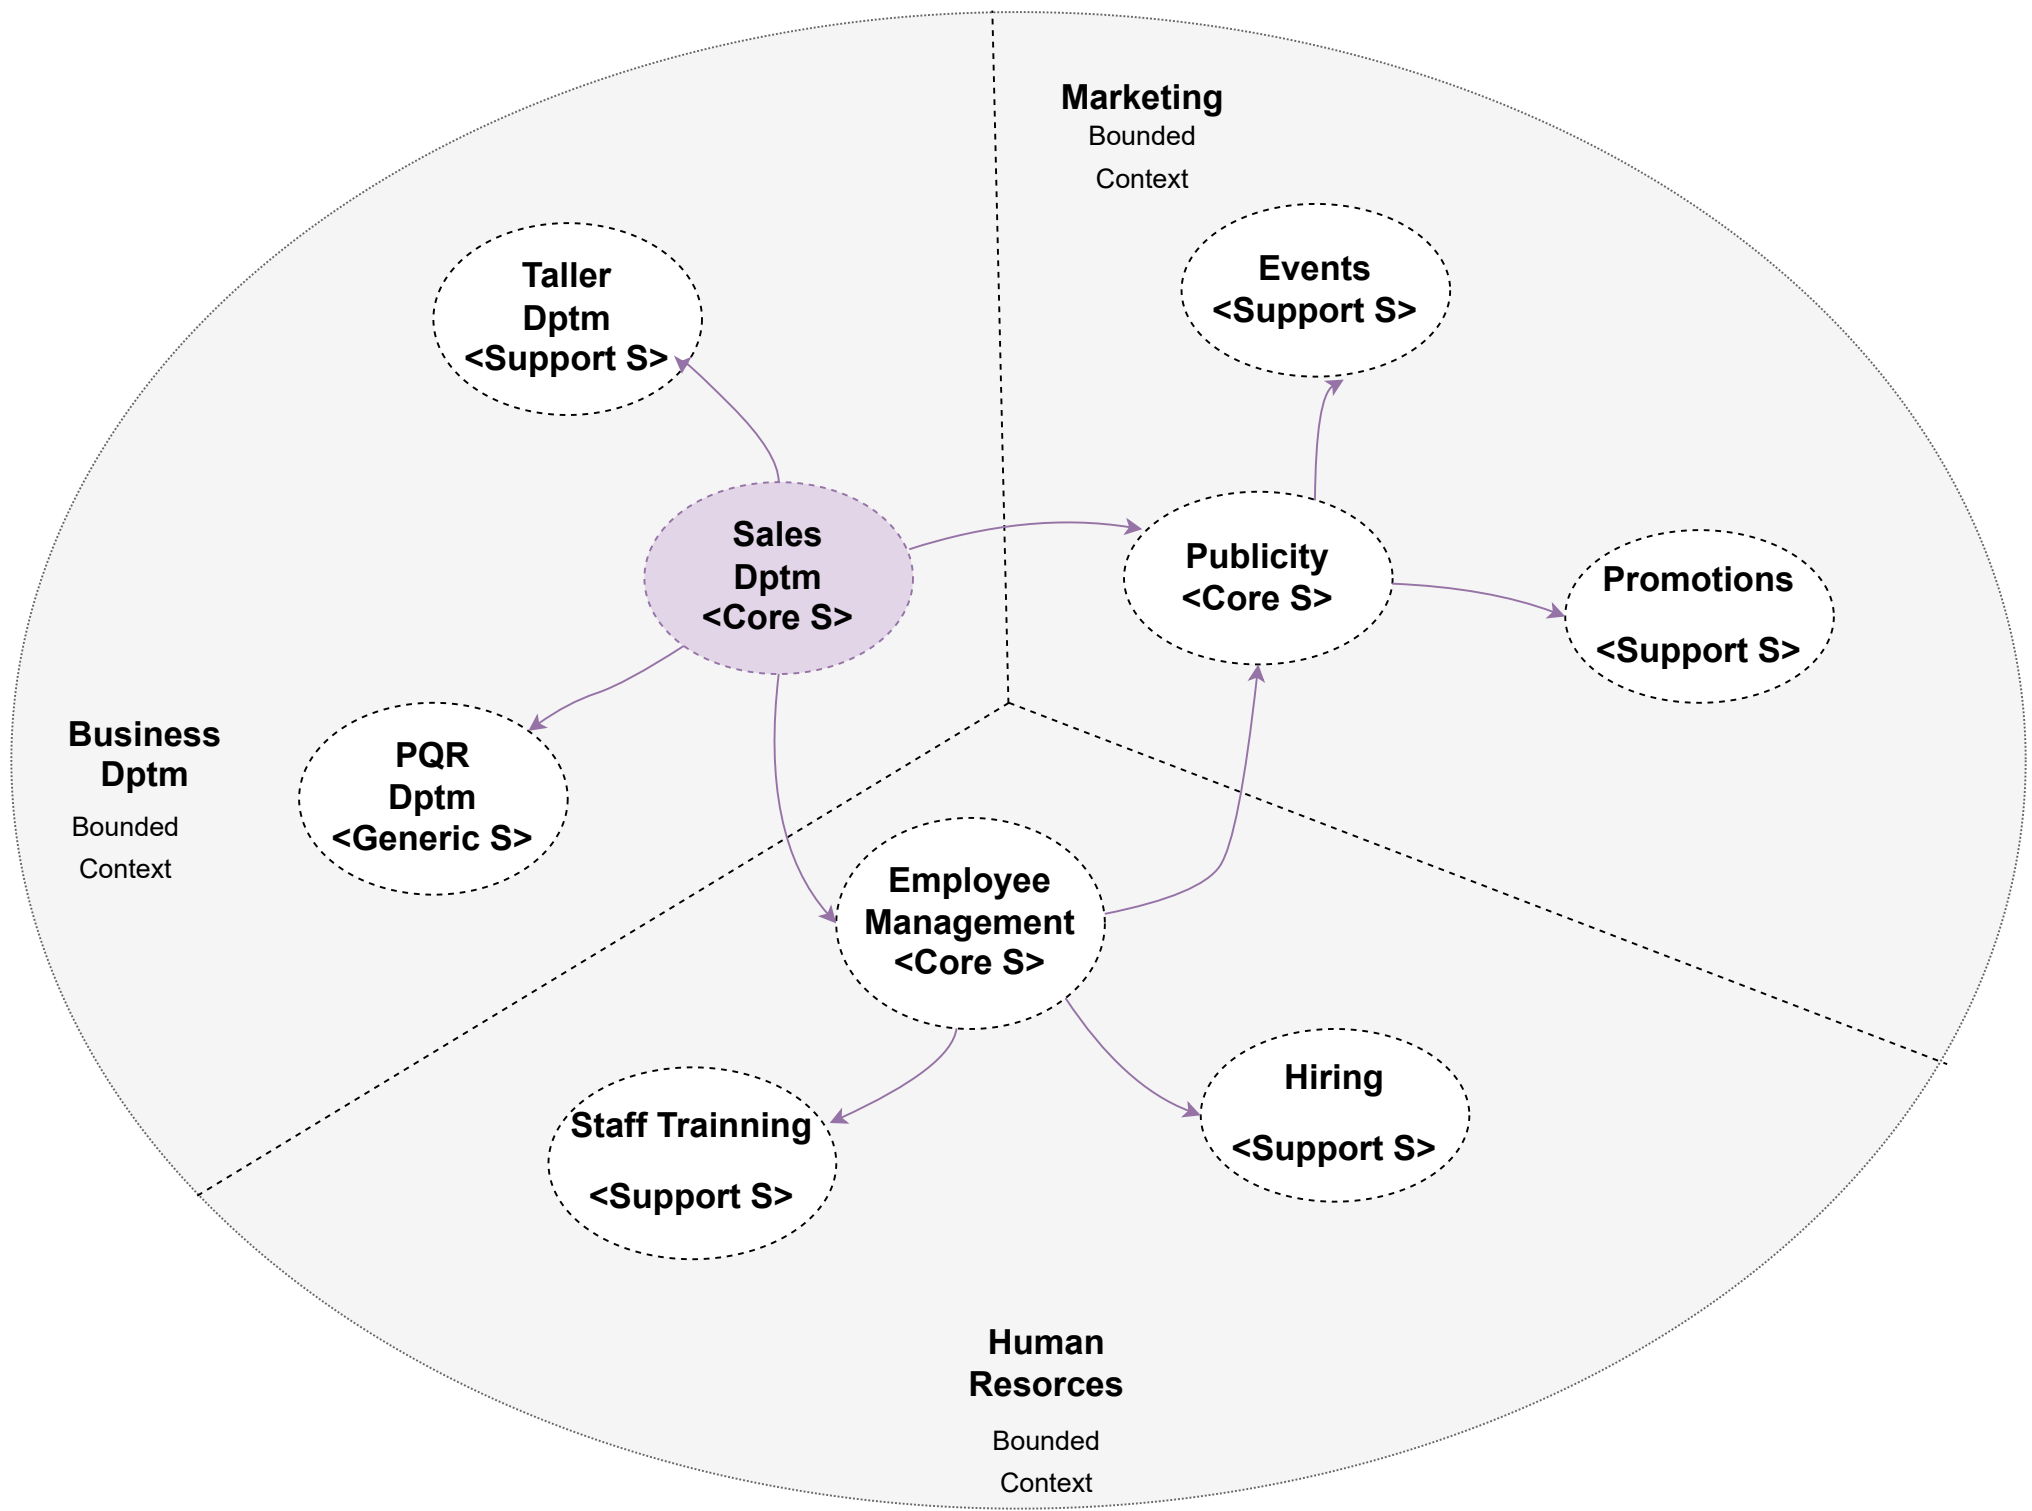 Marketing
Bounded
Context
Taller
Dptm
<Support S>
Events
<Support S>
Sales
Dptm
<Core S>
Publicity
<Core S>
Promotions
<Support S>
Business
Dptm
Bounded
Context
PQR
Dptm
<Generic S>
Employee
Management
<Core S>
Staff Trainning
<Support S>
Hiring
<Support S>
Human
Resorces
Bounded
Context